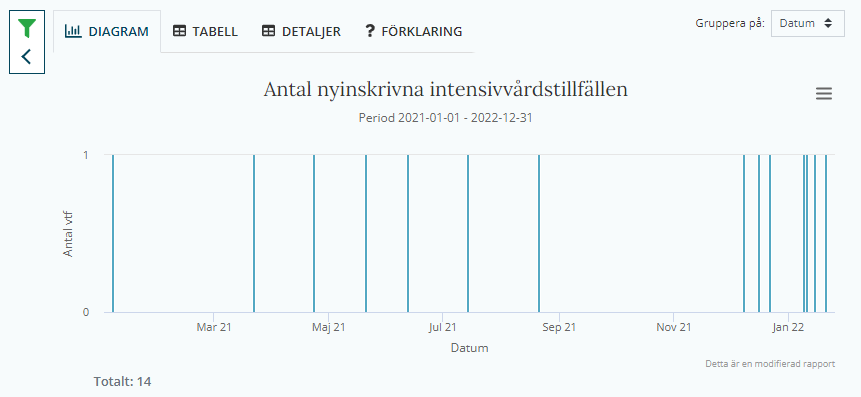 DIAGRAM
TABELL
DETALJER
? FÖRKLARING
Gruppera på: Datum
Antal nyinskrivna intensivvårdstillfällen
Period 2021-01-01 - 2022-12-31
1
Antal vtf
0
Mar 21 Maj 21 Jul 21 Sep 21 Nov 21 Jan 22
Datum
Detta är en modifierad rapport
Totalt: 14